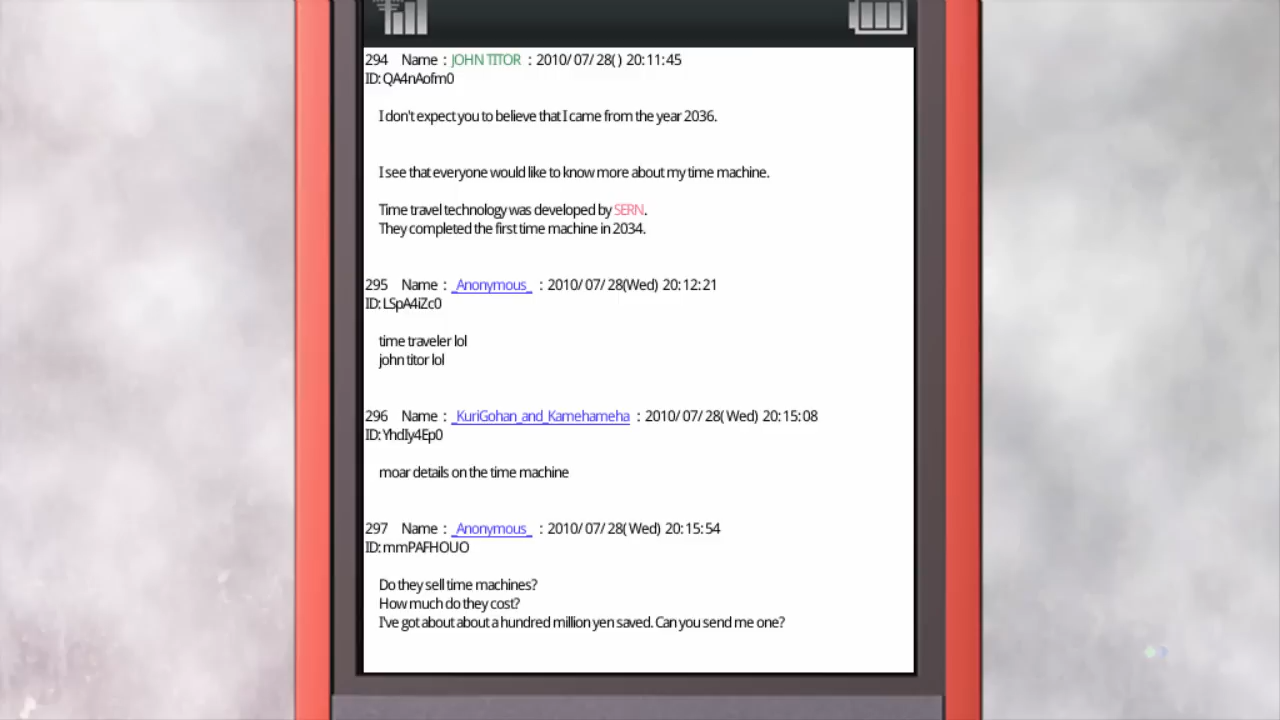 294 Name : JOHN TITOR : 2010/07/28() 20:11:45
ID: QA4nAofm0
I don't expect you to believe that I came from the year 2036.
I see that everyone would like to know more about my time machine.
Time travel technology was developed by SERN.
They completed the first time machine in 2034.
295 Name : _Anonymous_ : 2010/07/28(Wed) 20:12:21
ID: LSpA4iZc0
time traveler lol
john titor lol
296 Name : _KuriGohan_and_Kamehameha : 2010/07/28(Wed) 20:15:08
ID: YhdIy4Ep0
moar details on the time machine
297 Name : _Anonymous_ : 2010/07/28(Wed) 20:15:54
ID: mmPAFHOUO
Do they sell time machines?
How much do they cost?
I've got about about a hundred million yen saved. Can you send me one?